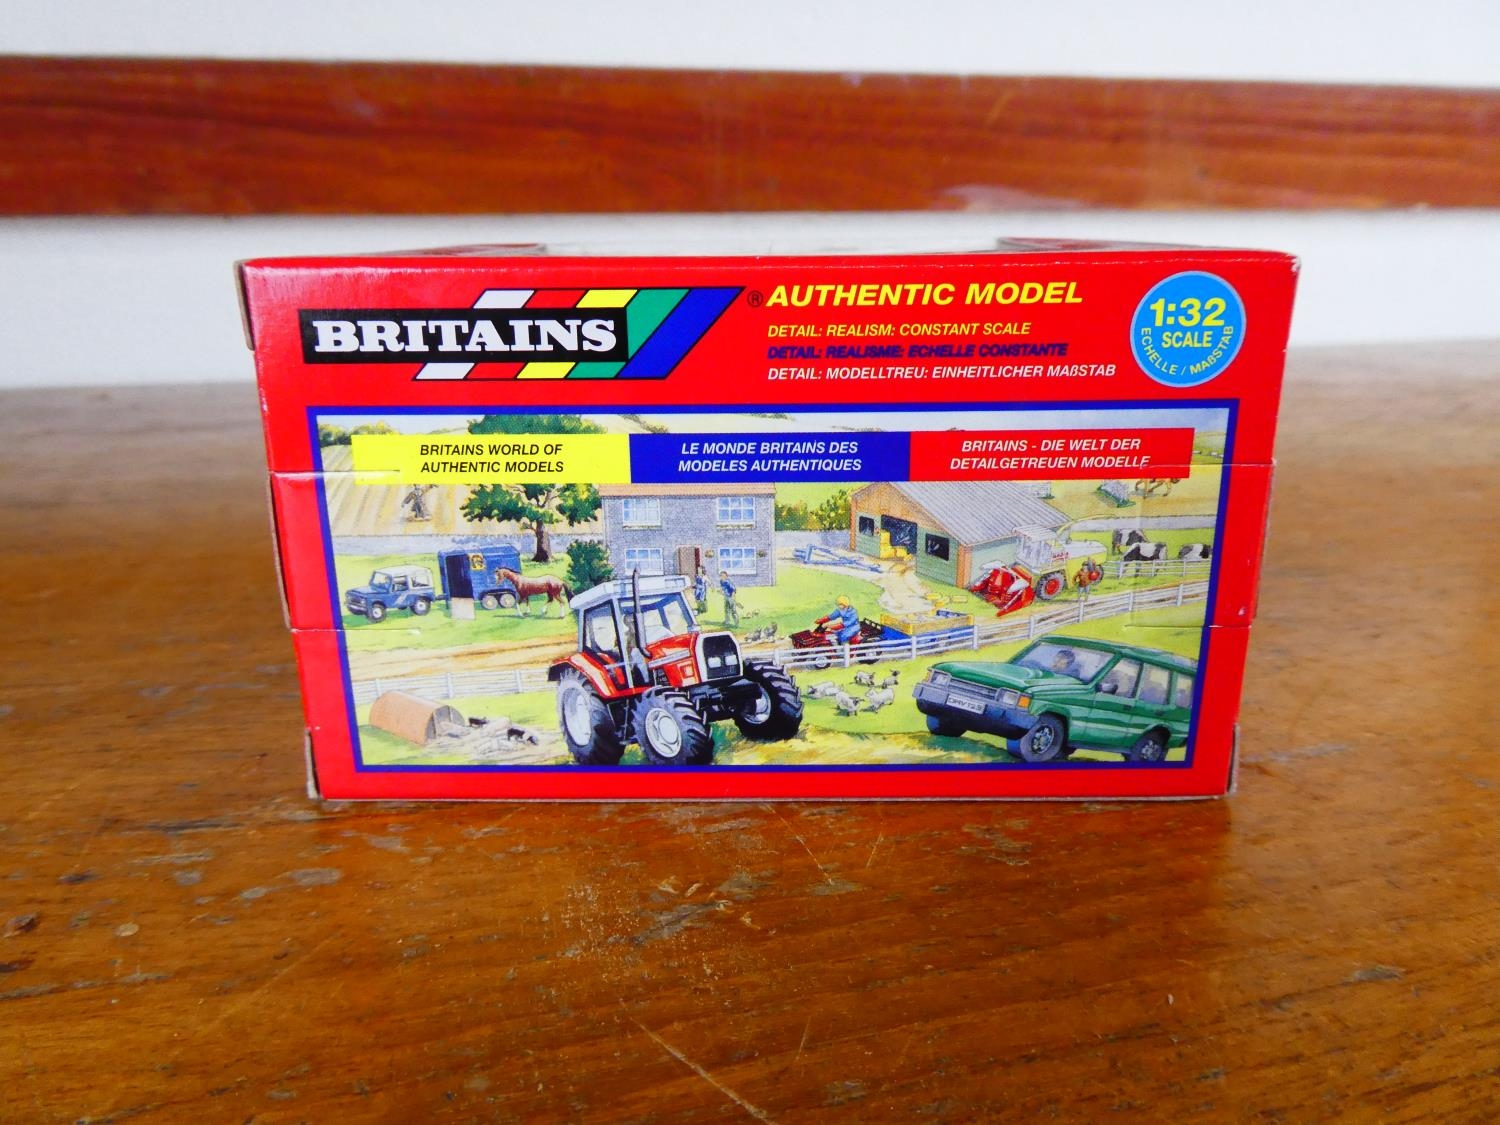 BRITAINS
®
AUTHENTIC MODEL
DETAIL: REALISM: CONSTANT SCALE
DETAIL: REALISME: ECHELLE CONSTANTE
DETAIL: MODELLTREU: EINHEITLICHER MAßSTAB
1:32
SCALE
ECHELLE / MAßSTAB
BRITAINS WORLD OF
AUTHENTIC MODELS
LE MONDE BRITAINS DES
MODELES AUTHENTIQUES
BRITAINS - DIE WELT DER
DETAILGETREUEN MODELLE